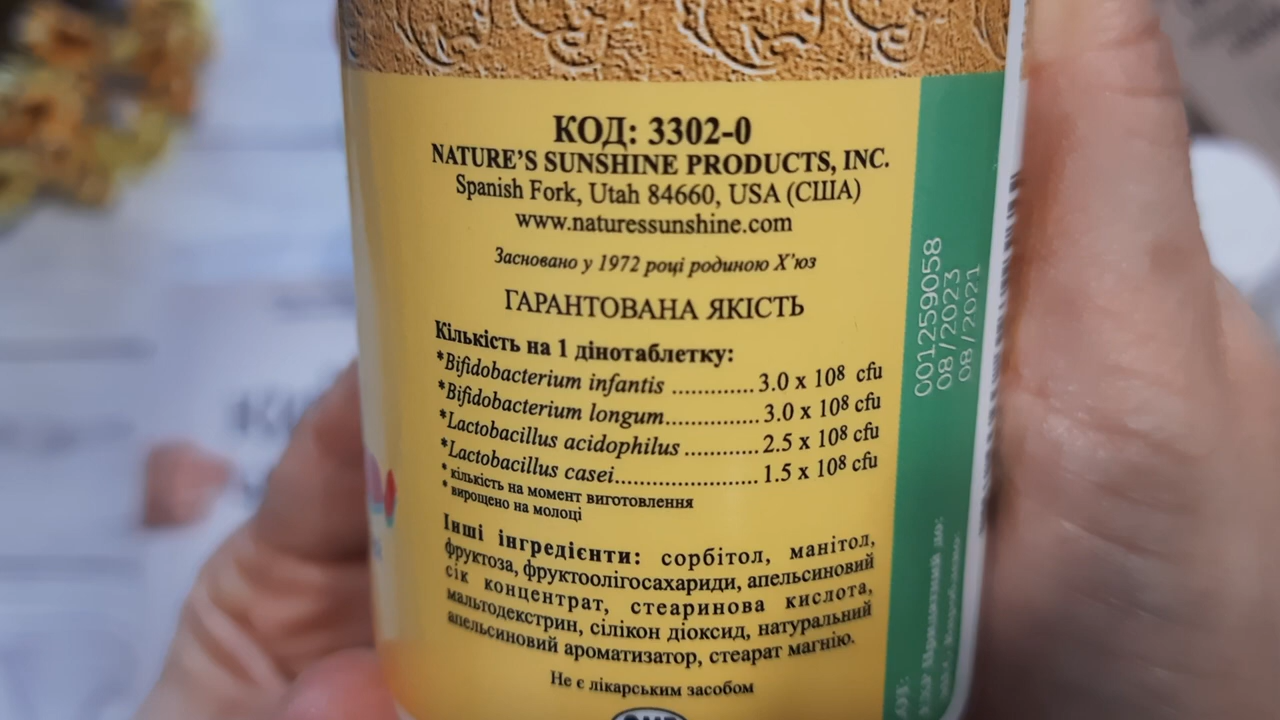 КОД: 3302-0
NATURE'S SUNSHINE PRODUCTS, INC.
Spanish Fork, Utah 84660, USA (США)
www.naturessunshine.com
Засновано у 1972 році родиною Х'юз
ГАРАНТОВАНА ЯКІСТЬ
Кількість на 1 дінотаблетку:
*Bifidobacterium infantis ............ 3.0 x 10⁸ cfu
*Bifidobacterium longum............... 3.0 x 10⁸ cfu
*Lactobacillus acidophilus ........... 2.5 x 10⁸ cfu
*Lactobacillus casei....................... 1.5 x 10⁸ cfu
* кількість на момент виготовлення
* вирощено на молоці
Інші інгредієнти: сорбітол, манітол,
фруктоза, фруктоолігосахариди, апельсиновий
сік концентрат, стеаринова кислота,
мальтодекстрин, сілікон діоксид, натуральний
апельсиновий ароматизатор, стеарат магнію.
Не є лікарським засобом
001259058
08/2023
08/2021
Придатний до: